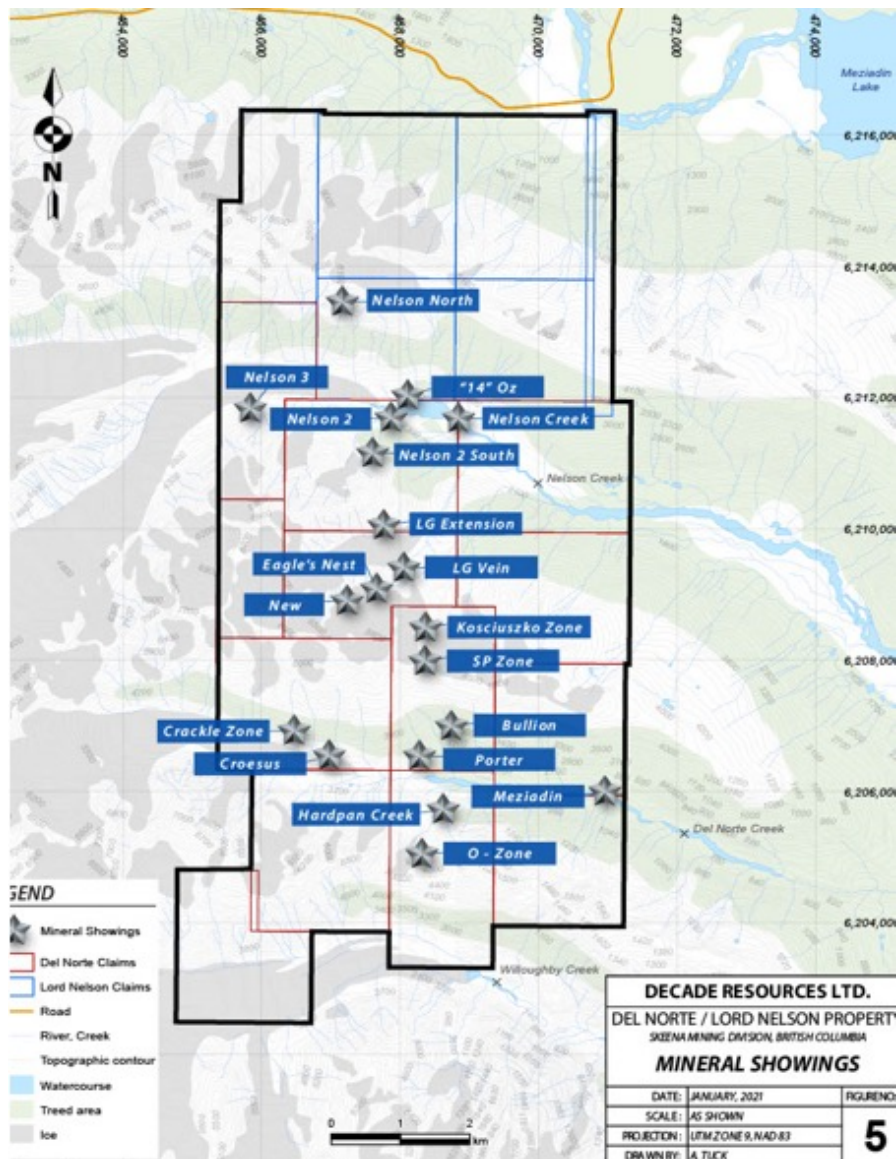 464,000
466,000
468,000
470,000
472,000
474,000
Meziadin
Lake
6,216,000
N
6,214,000
Nelson North
Nelson 3
"14" Oz
6,212,000
Nelson 2
Nelson Creek
Nelson 2 South
Nelson Creek
LG Extension
6,210,000
Eagle's Nest
LG Vein
New
Kosciuszko Zone
SP Zone
6,208,000
Crackle Zone
Bullion
Croesus
Porter
Meziadin
6,206,000
Hardpan Creek
Del Norte Creek
O - Zone
6,204,000
Willoughby Creek
GEND
Mineral Showings
Del Norte Claims
Lord Nelson Claims
Road
River, Creek
Topographic contour
Watercourse
Treed area
Ice
0 1 2
km
DECADE RESOURCES LTD.
DEL NORTE / LORD NELSON PROPERTY
SKEENA MINING DIVISION, BRITISH COLUMBIA
MINERAL SHOWINGS
DATE: JANUARY, 2021
FIGURE NO:
SCALE: AS SHOWN
5
PROJECTION: UTM ZONE 9, NAD 83
DRAWN BY: A. TUCK